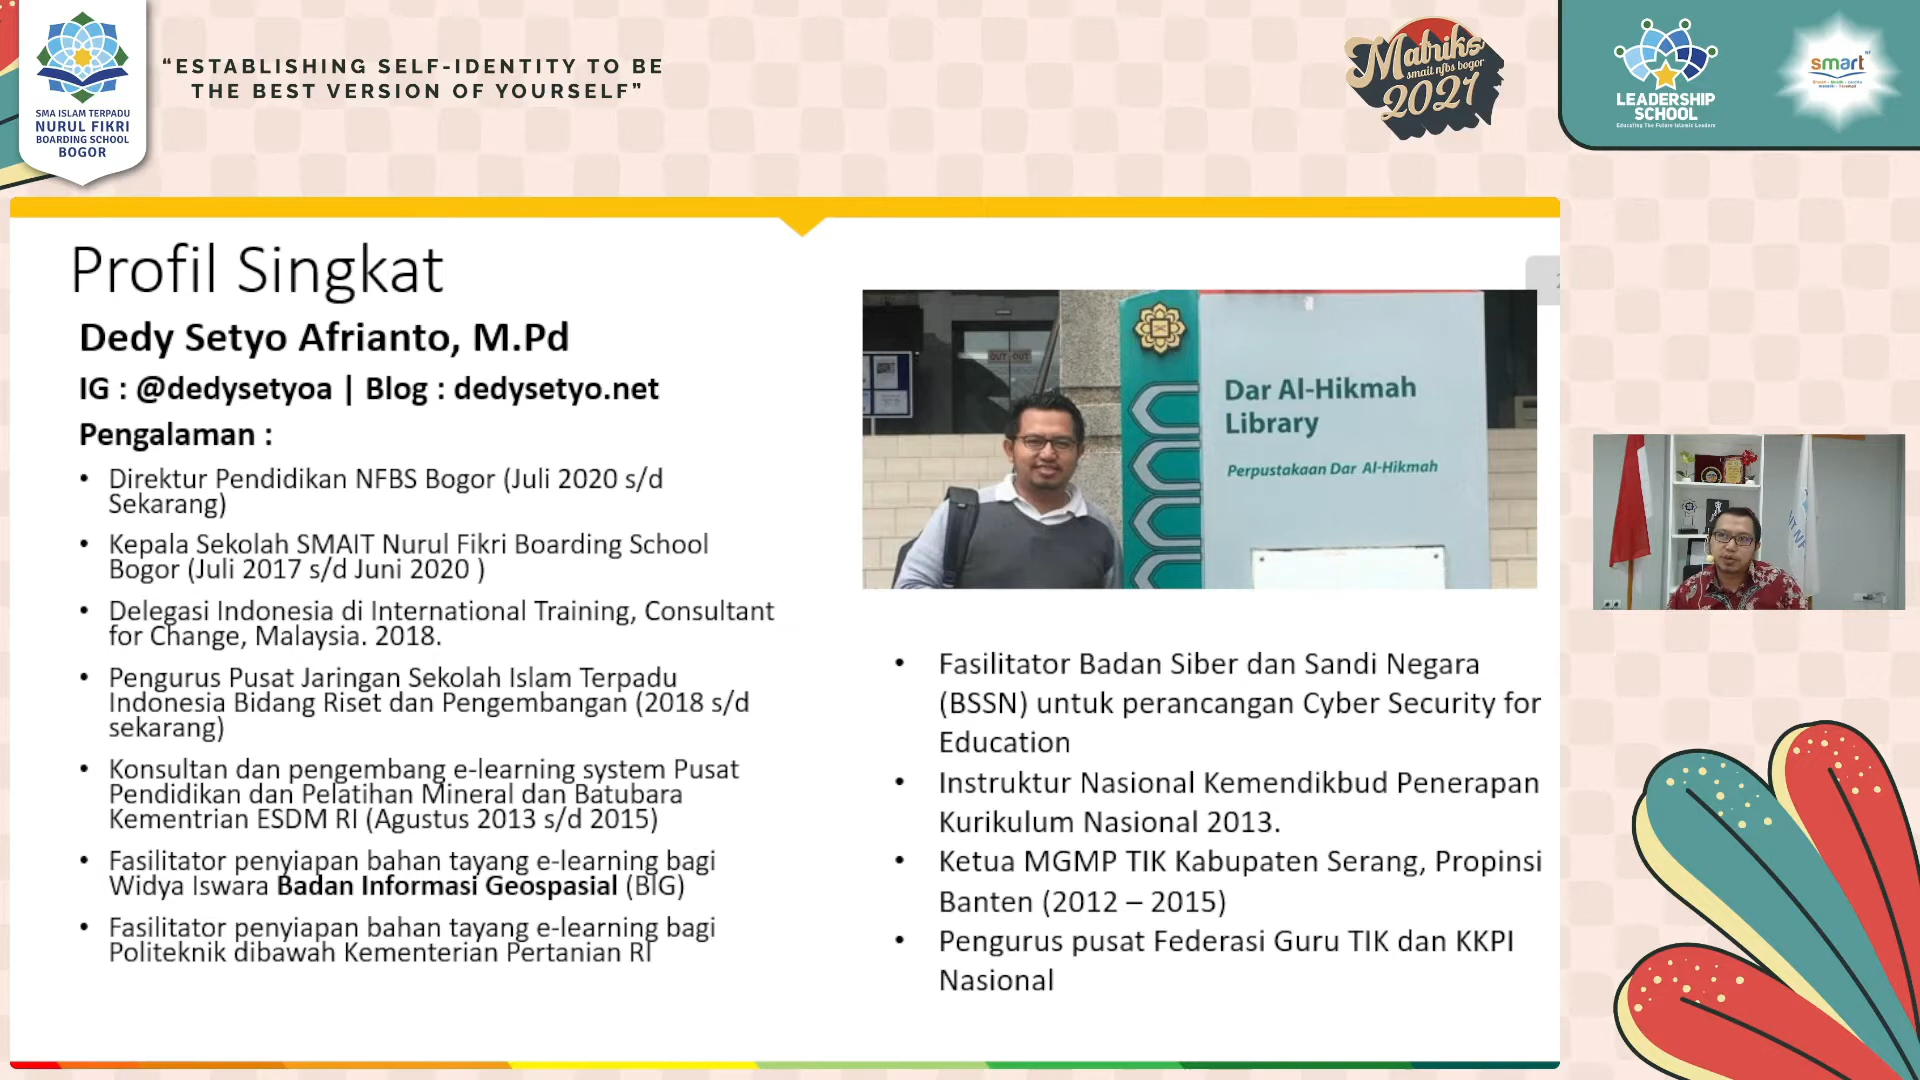 SMA ISLAM TERPADU
NURUL FIKRI
BOARDING SCHOOL
BOGOR
“ESTABLISHING SELF-IDENTITY TO BE
THE BEST VERSION OF YOURSELF”
Matriks
smait nfbs bogor
2021
LEADERSHIP
SCHOOL
Educating The Future Islamic Leaders
smart
Profil Singkat
Dedy Setyo Afrianto, M.Pd
IG : @dedysetyoa | Blog : dedysetyo.net
Pengalaman :
• Direktur Pendidikan NFBS Bogor (Juli 2020 s/d
Sekarang)
• Kepala Sekolah SMAIT Nurul Fikri Boarding School
Bogor (Juli 2017 s/d Juni 2020 )
• Delegasi Indonesia di International Training, Consultant
for Change, Malaysia. 2018.
• Pengurus Pusat Jaringan Sekolah Islam Terpadu
Indonesia Bidang Riset dan Pengembangan (2018 s/d
sekarang)
• Konsultan dan pengembang e-learning system Pusat
Pendidikan dan Pelatihan Mineral dan Batubara
Kementrian ESDM RI (Agustus 2013 s/d 2015)
• Fasilitator penyiapan bahan tayang e-learning bagi
Widya Iswara Badan Informasi Geospasial (BIG)
• Fasilitator penyiapan bahan tayang e-learning bagi
Politeknik dibawah Kementerian Pertanian RI
OUT OUT
Dar Al-Hikmah
Library
Perpustakaan Dar Al-Hikmah
• Fasilitator Badan Siber dan Sandi Negara
(BSSN) untuk perancangan Cyber Security for
Education
• Instruktur Nasional Kemendikbud Penerapan
Kurikulum Nasional 2013.
• Ketua MGMP TIK Kabupaten Serang, Propinsi
Banten (2012 – 2015)
• Pengurus pusat Federasi Guru TIK dan KKPI
Nasional